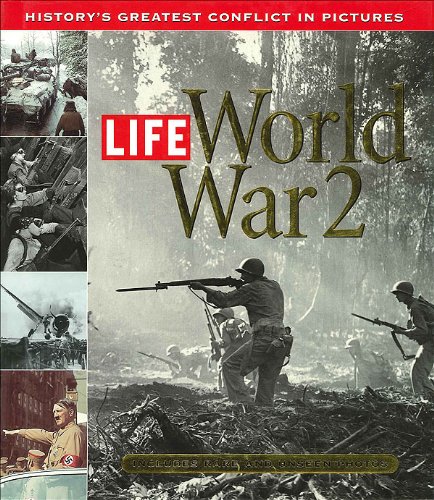 HISTORY'S GREATEST CONFLICT IN PICTURES
LIFE
World
War 2
INCLUDES RARE AND UNSEEN PHOTOS